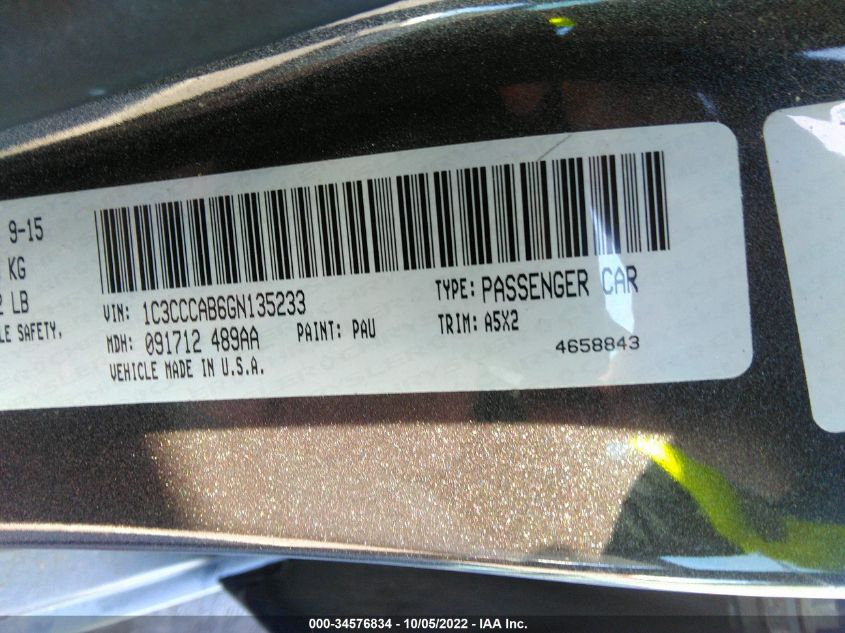 9-15
KG
LB
LE SAFETY,
VIN: 1C3CCCAB6GN135233
TYPE: PASSENGER CAR
MDH: 091712 489AA
PAINT: PAU
TRIM: A5X2
VEHICLE MADE IN U.S.A.
4658843
000-34576834 - 10/05/2022 - IAA Inc.